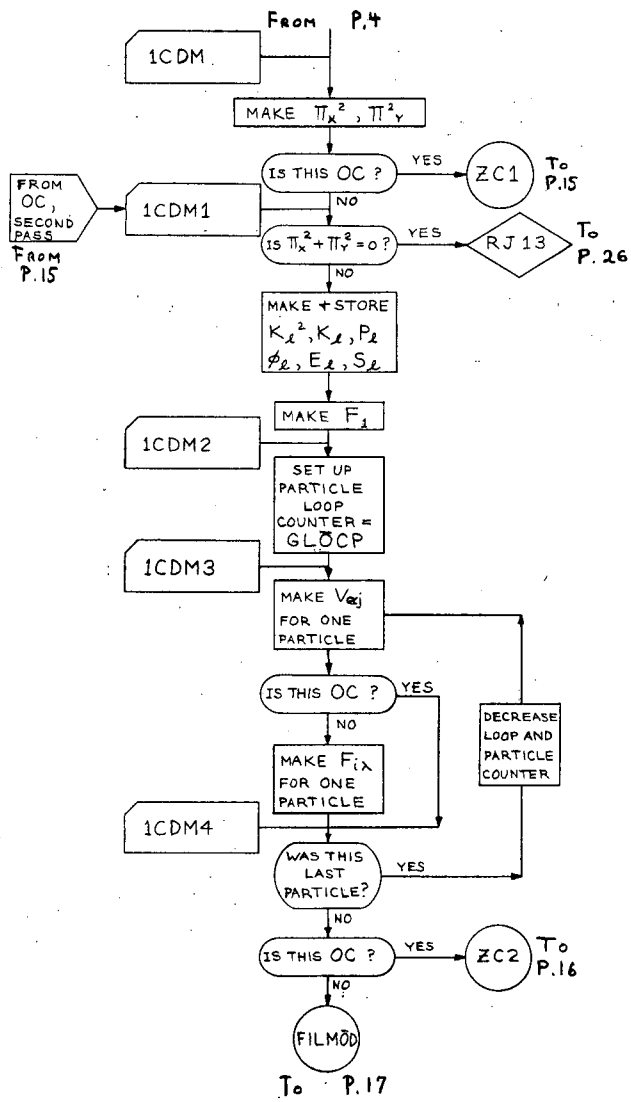 FROM P.4
1CDM
MAKE Π_X², Π²_Y
IS THIS OC ?
YES
ZC1
TO
P.15
NO
FROM
OC,
SECOND
PASS
FROM
P.15
1CDM1
IS Π_X² + Π_Y² = 0 ?
YES
RJ 13
TO
P. 26
NO
MAKE + STORE
K_ℓ², K_ℓ, P_ℓ
ϕ_ℓ, E_ℓ, S_ℓ
MAKE F_1
1CDM2
SET UP
PARTICLE
LOOP
COUNTER =
GLŌCP
1CDM3
MAKE V_αj
FOR ONE
PARTICLE
IS THIS OC ?
YES
NO
DECREASE
LOOP AND
PARTICLE
COUNTER
MAKE F_iλ
FOR ONE
PARTICLE
1CDM4
WAS THIS
LAST
PARTICLE?
YES
NO
IS THIS OC ?
YES
ZC2
TO
P.16
NO
FILMŌD
To P.17